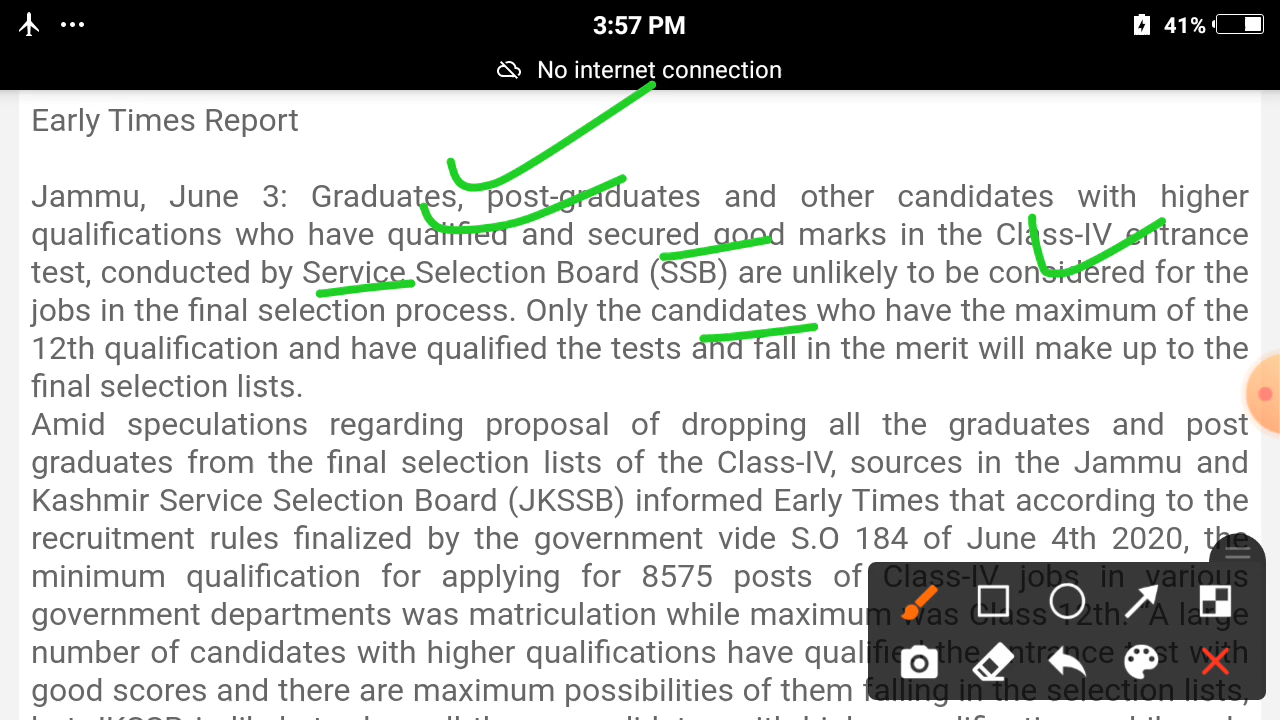 3:57 PM
41%
No internet connection
Early Times Report
Jammu, June 3: Graduates, post-graduates and other candidates with higher
qualifications who have qualified and secured good marks in the Class-IV entrance
test, conducted by Service Selection Board (SSB) are unlikely to be considered for the
jobs in the final selection process. Only the candidates who have the maximum of the
12th qualification and have qualified the tests and fall in the merit will make up to the
final selection lists.
Amid speculations regarding proposal of dropping all the graduates and post
graduates from the final selection lists of the Class-IV, sources in the Jammu and
Kashmir Service Selection Board (JKSSB) informed Early Times that according to the
recruitment rules finalized by the government vide S.O 184 of June 4th 2020, the
minimum qualification for applying for 8575 posts of Class-IV jobs in various
government departments was matriculation while maximum was Class 12th. "A large
number of candidates with higher qualifications have qualified the entrance test with
good scores and there are maximum possibilities of them falling in the selection lists,